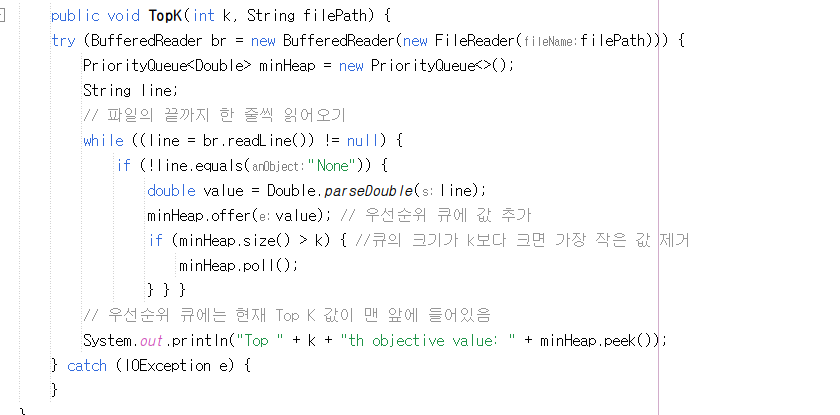 public void TopK(int k, String filePath) {
try (BufferedReader br = new BufferedReader(new FileReader( fileName: filePath))) {
PriorityQueue<Double> minHeap = new PriorityQueue<>();
String line;
// 파일의 끝까지 한 줄씩 읽어오기
while ((line = br.readLine()) != null) {
if (!line.equals( anObject: "None")) {
double value = Double.parseDouble( s: line);
minHeap.offer( e: value); // 우선순위 큐에 값 추가
if (minHeap.size() > k) { //큐의 크기가 k보다 크면 가장 작은 값 제거
minHeap.poll();
} } }
// 우선순위 큐에는 현재 Top K 값이 맨 앞에 들어있음
System.out.println("Top " + k + "th objective value: " + minHeap.peek());
} catch (IOException e) {
}
}